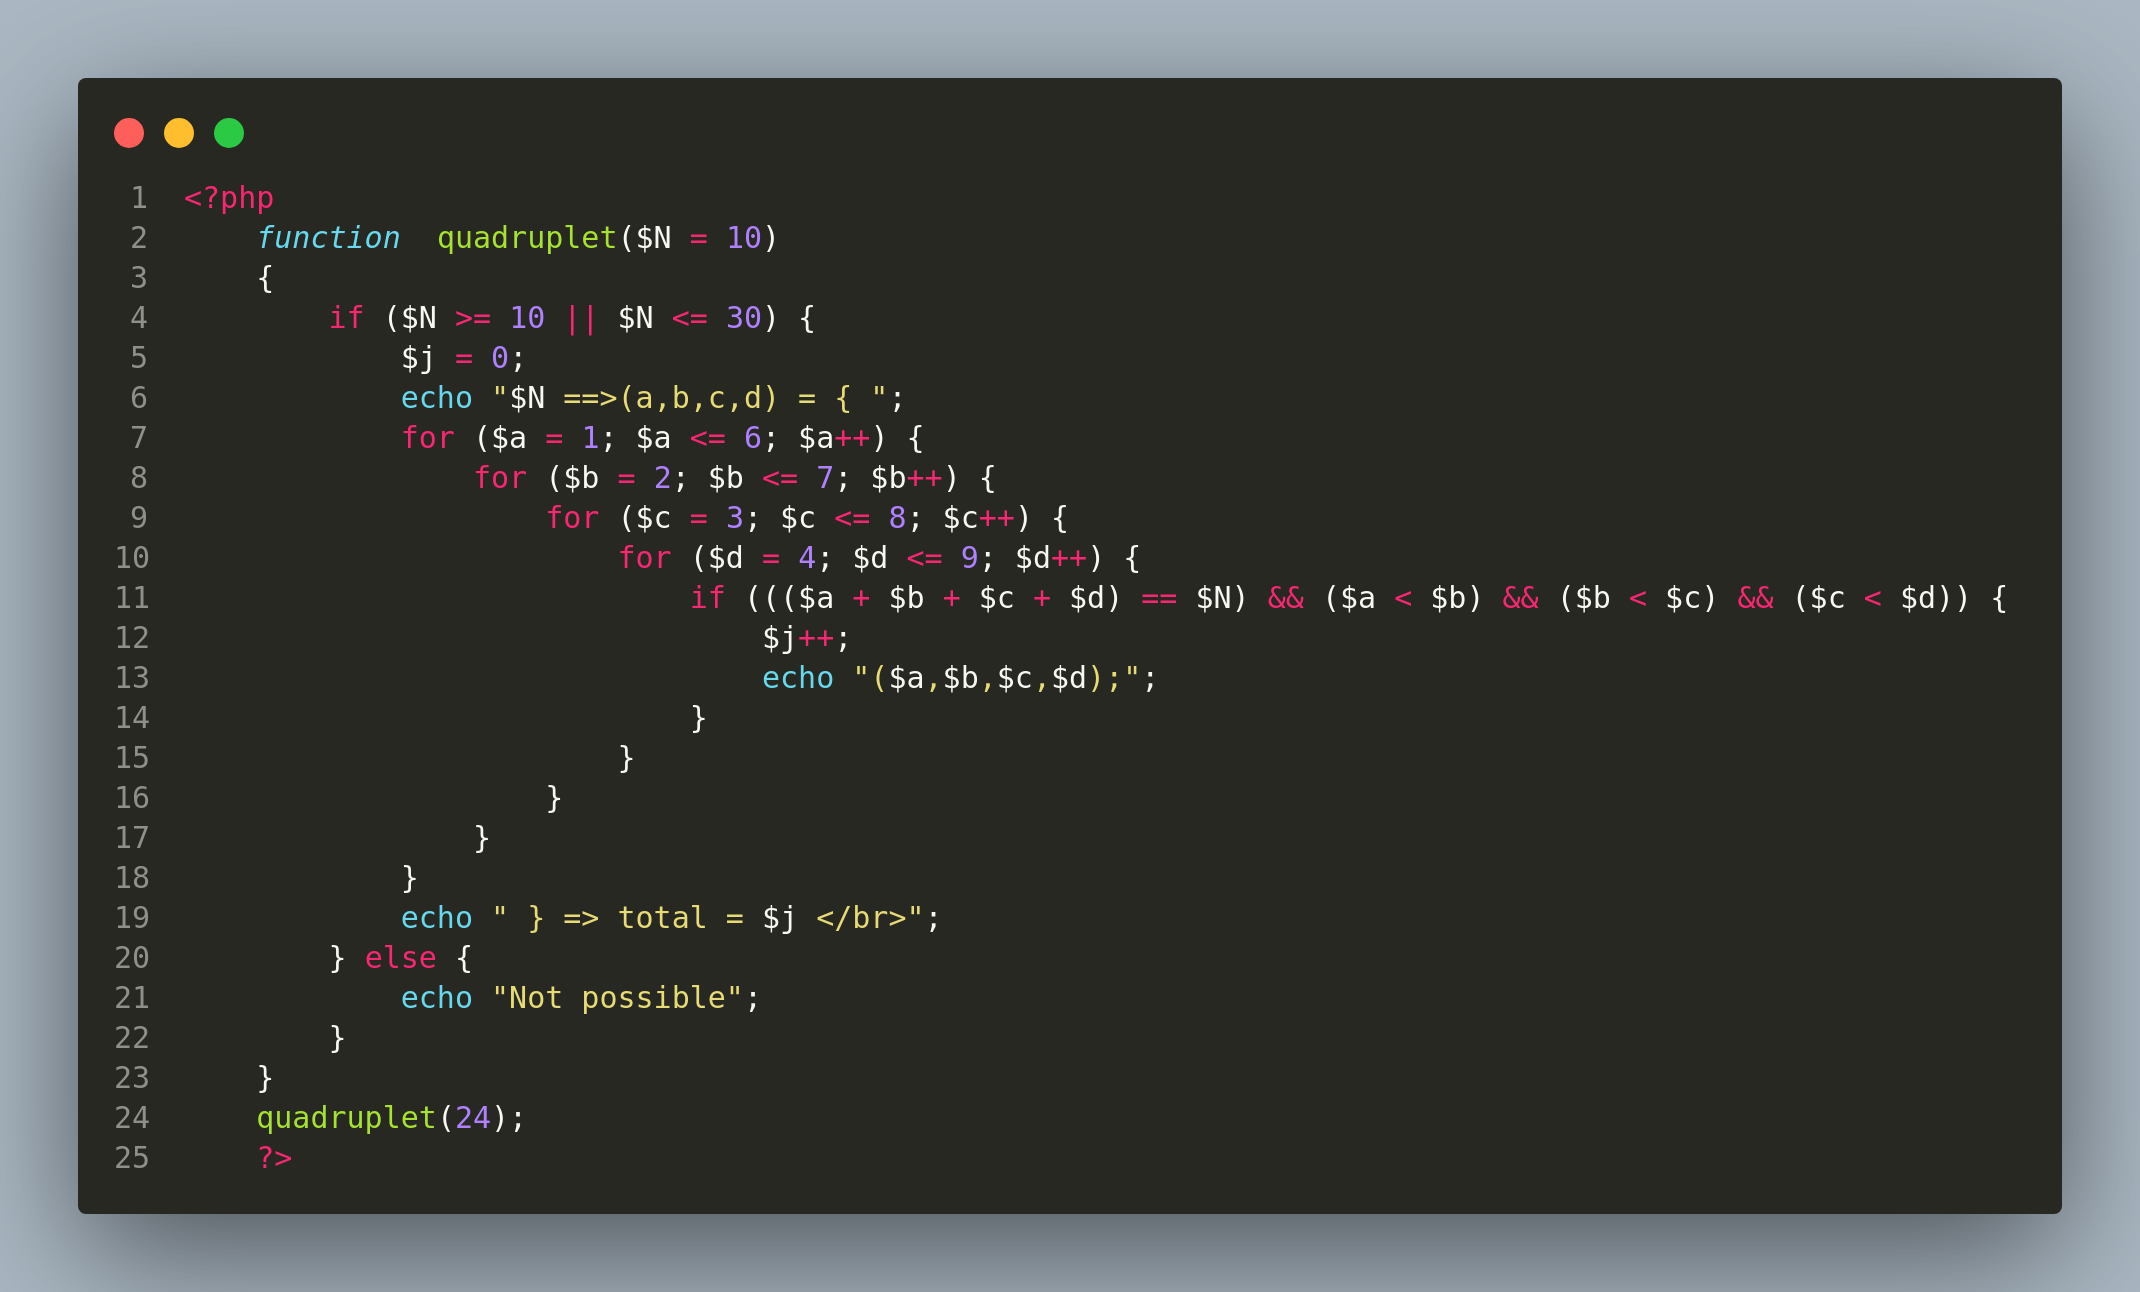 1 <?php
2     function  quadruplet($N = 10)
3     {
4         if ($N >= 10 || $N <= 30) {
5             $j = 0;
6             echo "$N ==>(a,b,c,d) = { ";
7             for ($a = 1; $a <= 6; $a++) {
8                 for ($b = 2; $b <= 7; $b++) {
9                     for ($c = 3; $c <= 8; $c++) {
10                         for ($d = 4; $d <= 9; $d++) {
11                             if ((($a + $b + $c + $d) == $N) && ($a < $b) && ($b < $c) && ($c < $d)) {
12                                 $j++;
13                                 echo "($a,$b,$c,$d);";
14                             }
15                         }
16                     }
17                 }
18             }
19             echo " } => total = $j </br>";
20         } else {
21             echo "Not possible";
22         }
23     }
24     quadruplet(24);
25     ?>